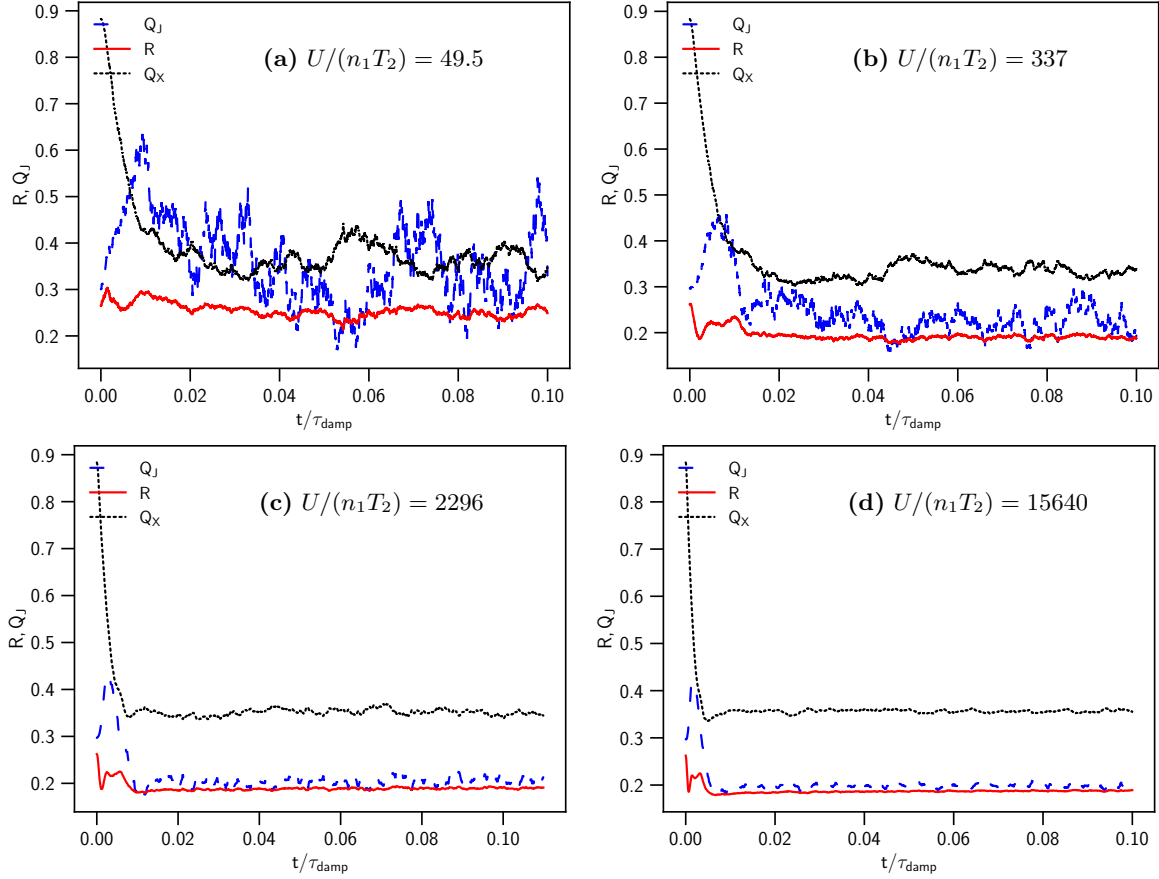 Q_J
R
Q_X
(a) U/(n_1T_2) = 49.5
R, Q_J
0.9
0.8
0.7
0.6
0.5
0.4
0.3
0.2
0.00 0.02 0.04 0.06 0.08 0.10
t/τ_damp
Q_J
R
Q_X
(b) U/(n_1T_2) = 337
R, Q_J
0.9
0.8
0.7
0.6
0.5
0.4
0.3
0.2
0.00 0.02 0.04 0.06 0.08 0.10
t/τ_damp
Q_J
R
Q_X
(c) U/(n_1T_2) = 2296
R, Q_J
0.9
0.8
0.7
0.6
0.5
0.4
0.3
0.2
0.00 0.02 0.04 0.06 0.08 0.10
t/τ_damp
Q_J
R
Q_X
(d) U/(n_1T_2) = 15640
R, Q_J
0.9
0.8
0.7
0.6
0.5
0.4
0.3
0.2
0.00 0.02 0.04 0.06 0.08 0.10
t/τ_damp